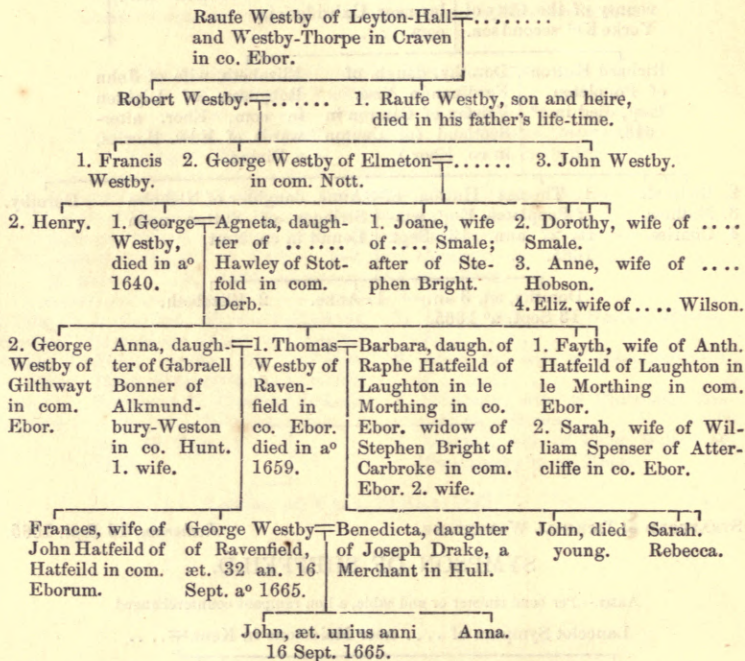 Raufe Westby of Leyton-Hall=.........
and Westby-Thorpe in Craven
in co. Ebor.
Robert Westby.=......
1. Raufe Westby, son and heire,
died in his father's life-time.
1. Francis
Westby.
2. George Westby of Elmeton=......
in com. Nott.
3. John Westby.
2. Henry.
1. George=
Westby,
died in aº
1640.
Agneta, daugh-
ter of ....
Hawley of Stot-
fold in com.
Derb.
1. Joane, wife
of .... Smale;
after of Ste-
phen Bright.
2. Dorothy, wife of ....
Smale.
3. Anne, wife of ....
Hobson.
4. Eliz. wife of .... Wilson.
2. George
Westby of
Gilthwayt
in com.
Ebor.
Anna, daugh-=
ter of Gabraell
Bonner of
Alkmund-
bury-Weston
in co. Hunt.
1. wife.
1. Thomas=
Westby of
Raven-
field in
co. Ebor.
died in aº
1659.
Barbara, daugh. of
Raphe Hatfeild of
Laughton in le
Morthing in co.
Ebor. widow of
Stephen Bright of
Carbroke in com.
Ebor. 2. wife.
1. Fayth, wife of Anth.
Hatfeild of Laughton in
le Morthing in com.
Ebor.
2. Sarah, wife of Wil-
liam Spenser of Atter-
cliffe in co. Ebor.
Frances, wife of
John Hatfeild of
Hatfeild in com.
Eborum.
George Westby=
of Ravenfield,
æt. 32 an. 16
Sept. aº 1665.
Benedicta, daughter
of Joseph Drake, a
Merchant in Hull.
John, died
young.
Sarah.
Rebecca.
John, æt. unius anni
16 Sept. 1665.
Anna.